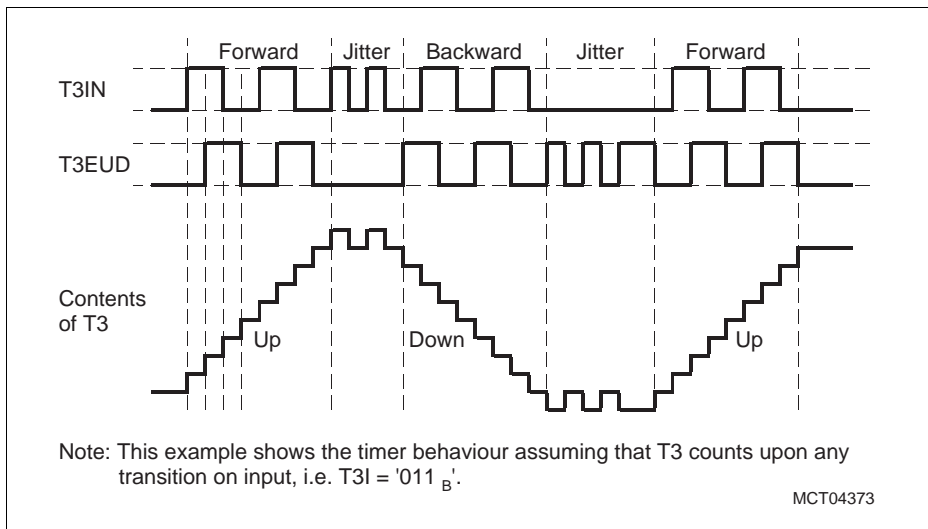 Forward Jitter Backward Jitter Forward
T3IN
T3EUD
Contents
of T3
Up Down Up
Note: This example shows the timer behaviour assuming that T3 counts upon any
transition on input, i.e. T3I = '011 B'.
MCT04373